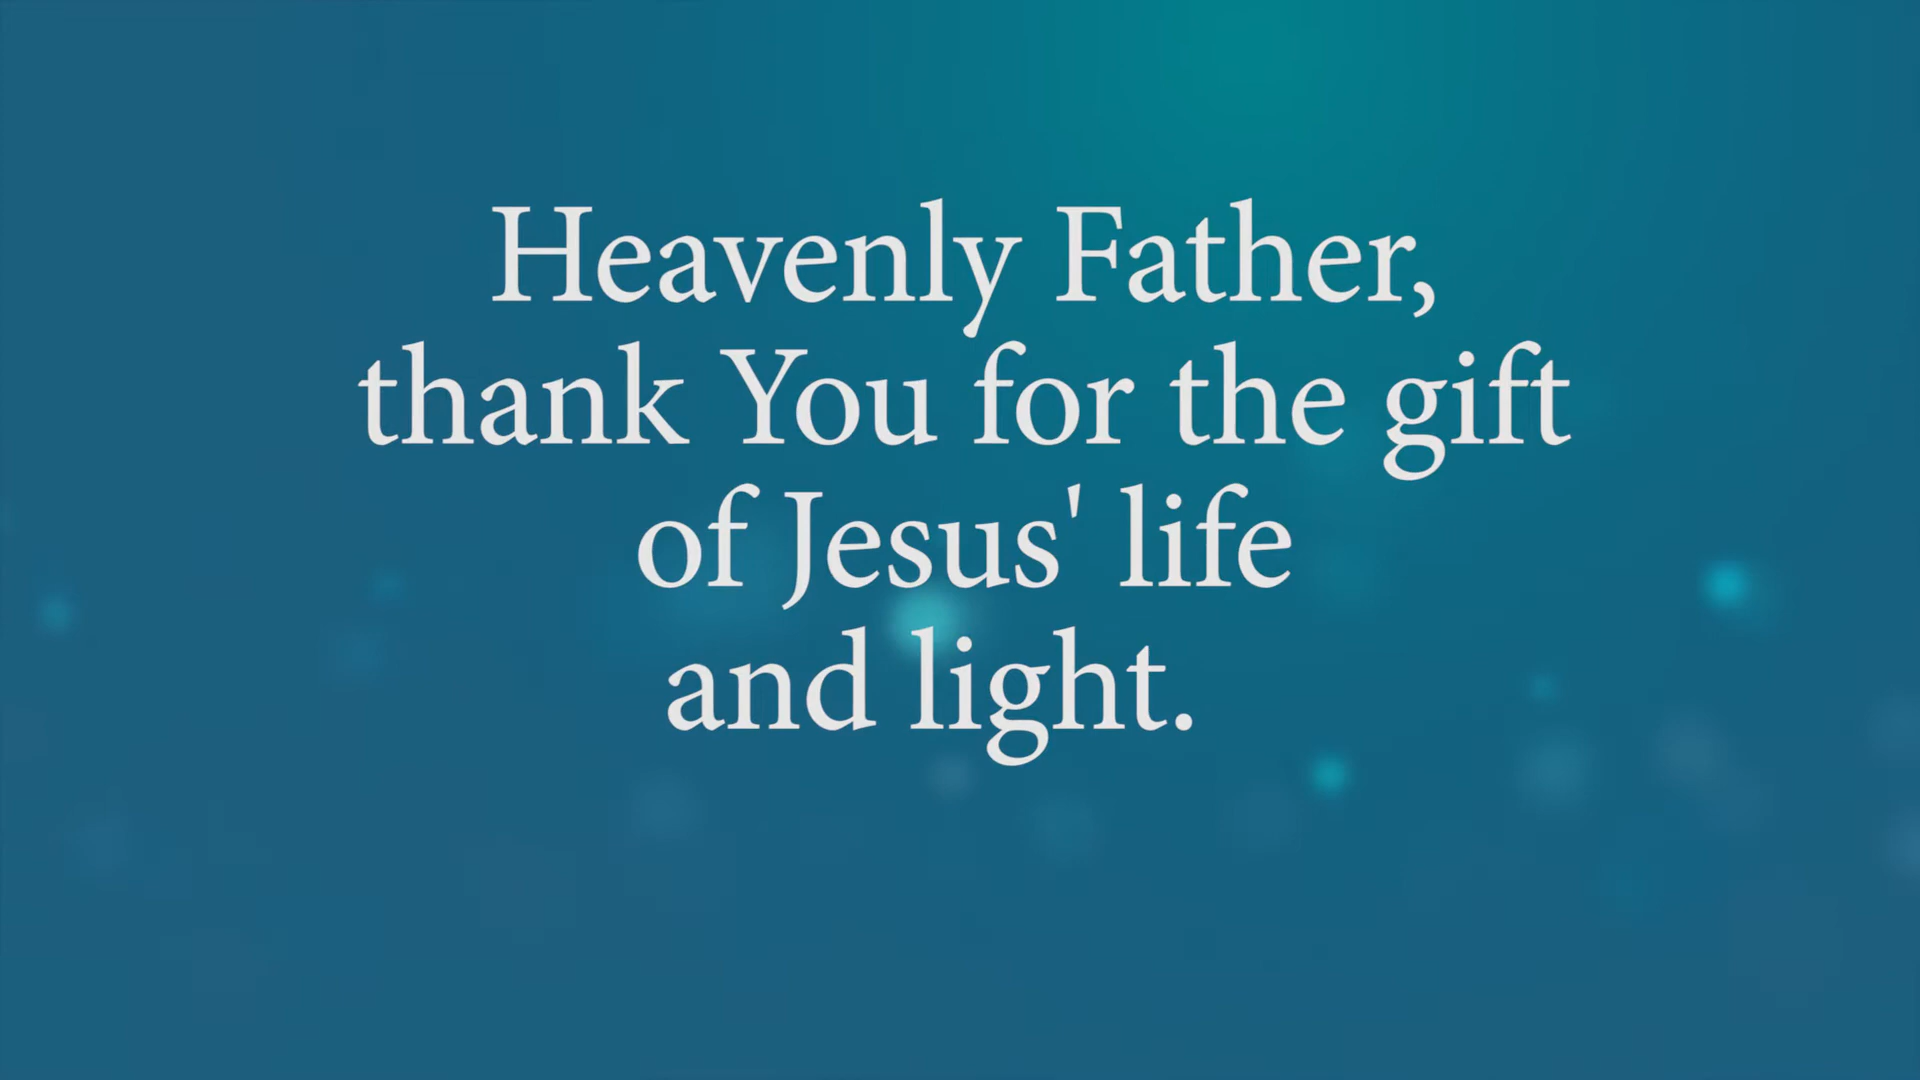 Heavenly Father,
thank You for the gift
of Jesus' life
and light.